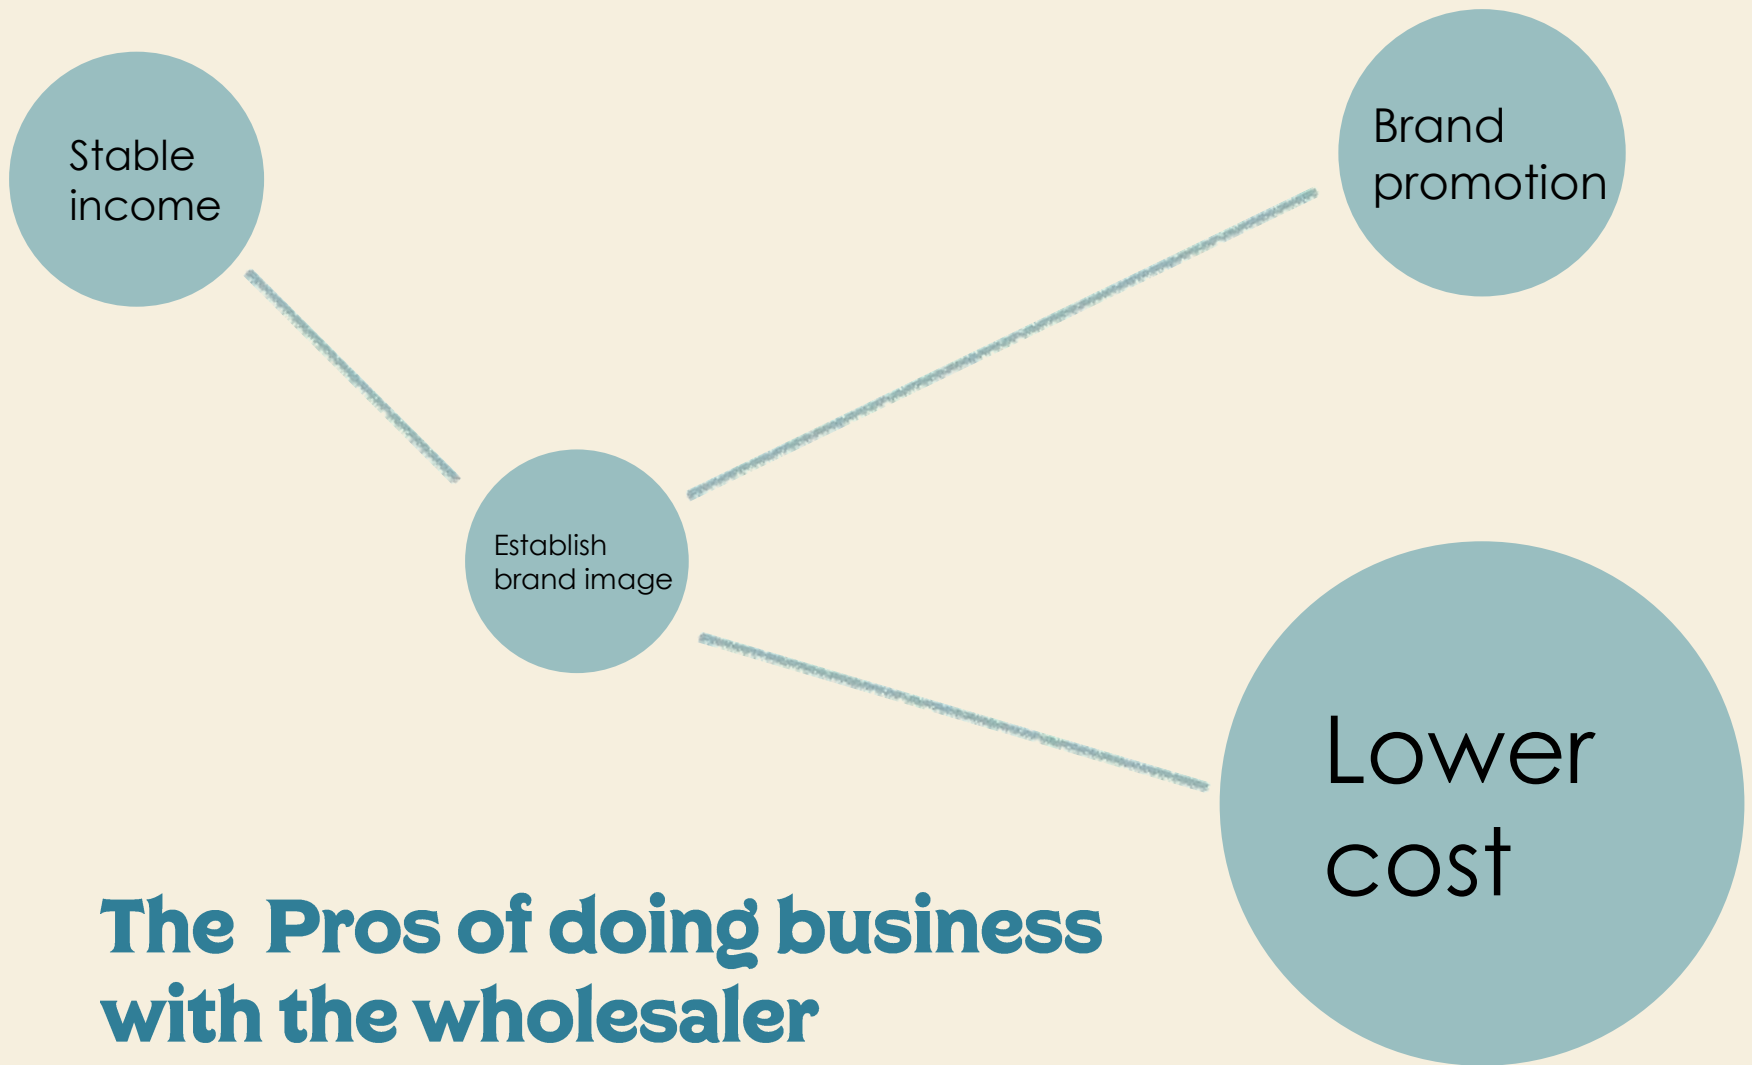 Stable
income
Brand
promotion
Establish
brand image
Lower
cost
The Pros of doing business
with the wholesaler